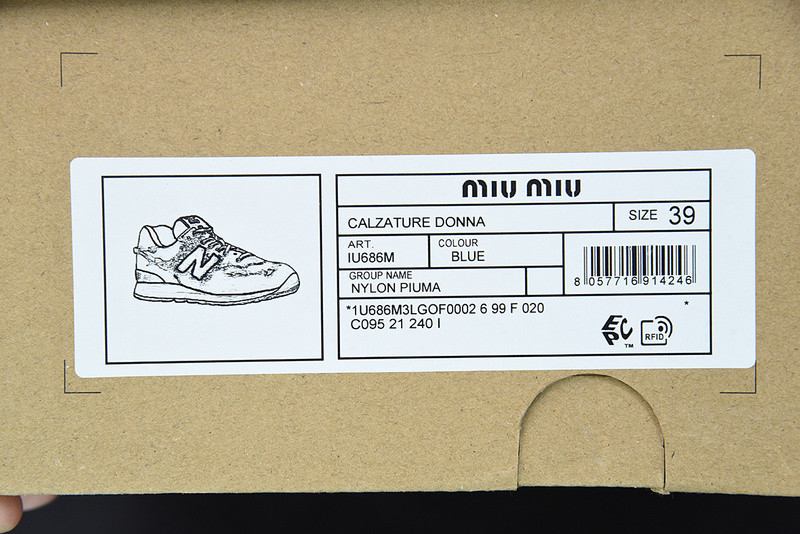 MIU MIU
CALZATURE DONNA
SIZE 39
ART.
IU686M
COLOUR
BLUE
GROUP NAME
NYLON PIUMA
8 057716 914246
*1U686M3LGOF0002 6 99 F 020 *
C095 21 240 I
EPC TM
RFID
N